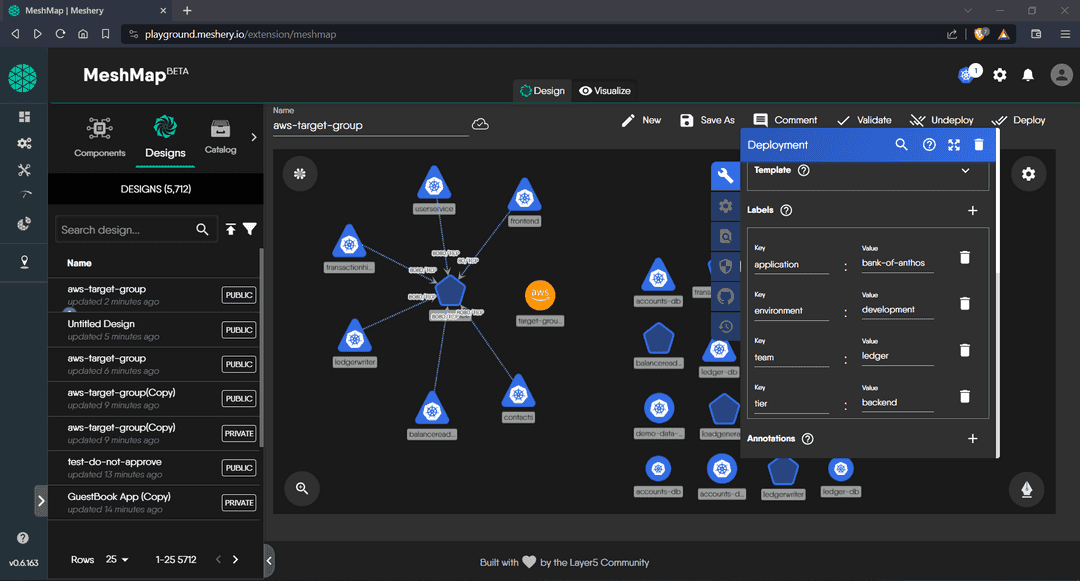 MeshMap | Meshery
playground.meshery.io/extension/meshmap
MeshMap BETA
1
Design
Visualize
Components
Designs
Catalog
DESIGNS (5,712)
Search design...
Name
aws-target-group
updated 2 minutes ago
PUBLIC
Untitled Design
updated 5 minutes ago
PUBLIC
aws-target-group
updated 6 minutes ago
PUBLIC
aws-target-group(Copy)
updated 9 minutes ago
PUBLIC
aws-target-group(Copy)
updated 9 minutes ago
PRIVATE
test-do-not-approve
updated 13 minutes ago
PUBLIC
GuestBook App (Copy)
updated 14 minutes ago
PRIVATE
Rows 25 1-25 5712
v0.6.163
Name
aws-target-group
New
Save As
Comment
Validate
Undeploy
Deploy
userservice
frontend
transactionhi...
ledgerwriter
balanceread...
contacts
aws
target-grou...
accounts-db
balanceread...
ledger-db
demo-data-...
accounts-db
accounts-d...
ledgerwriter
ledger-db
Deployment
Template
Labels
Key
application
:
Value
bank-of-anthos
Key
environment
:
Value
development
Key
team
:
Value
ledger
Key
tier
:
Value
backend
Annotations
Built with by the Layer5 Community